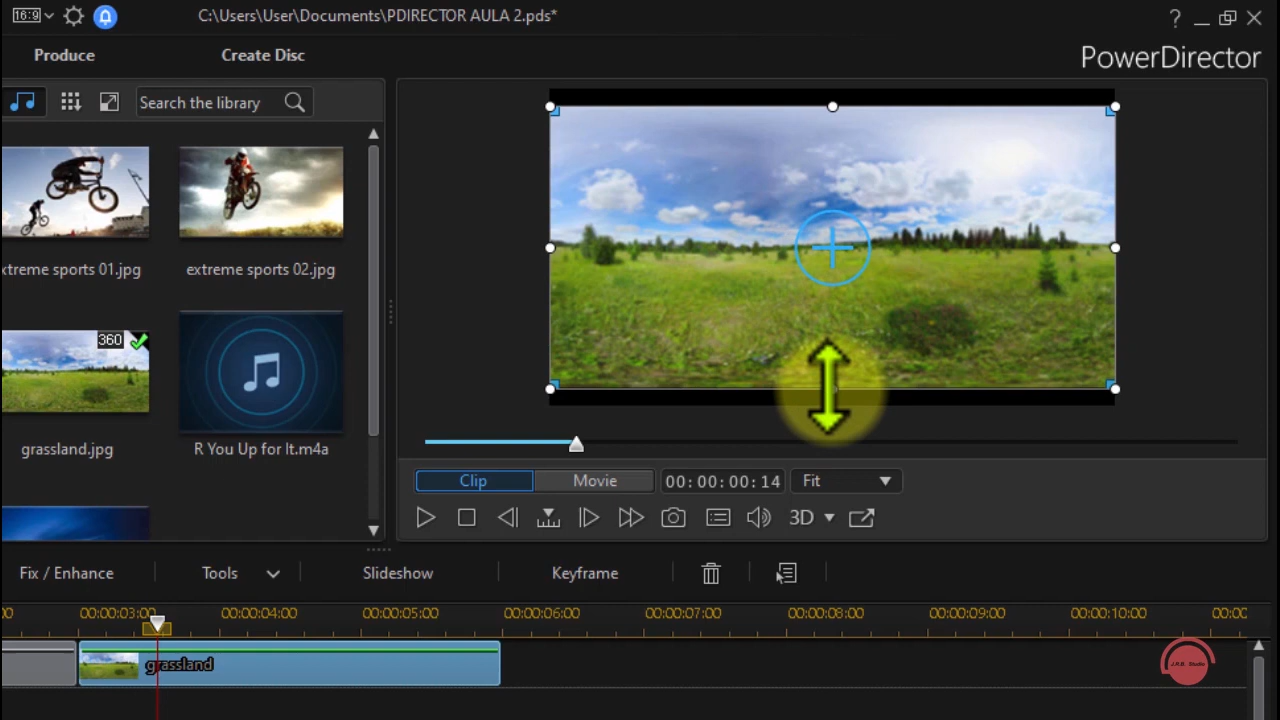 16:9
C:\Users\User\Documents\PDIRECTOR AULA 2.pds*
?
Produce
Create Disc
PowerDirector
Search the library
xtreme sports 01.jpg
extreme sports 02.jpg
360
grassland.jpg
R You Up for It.m4a
Clip
Movie
00:00:00:14
Fit
3D
Fix / Enhance
Tools
Slideshow
Keyframe
00:00:03:00
00:00:04:00
00:00:05:00
00:00:06:00
00:00:07:00
00:00:08:00
00:00:09:00
00:00:10:00
00:00:
grassland
J.R.B. Studio